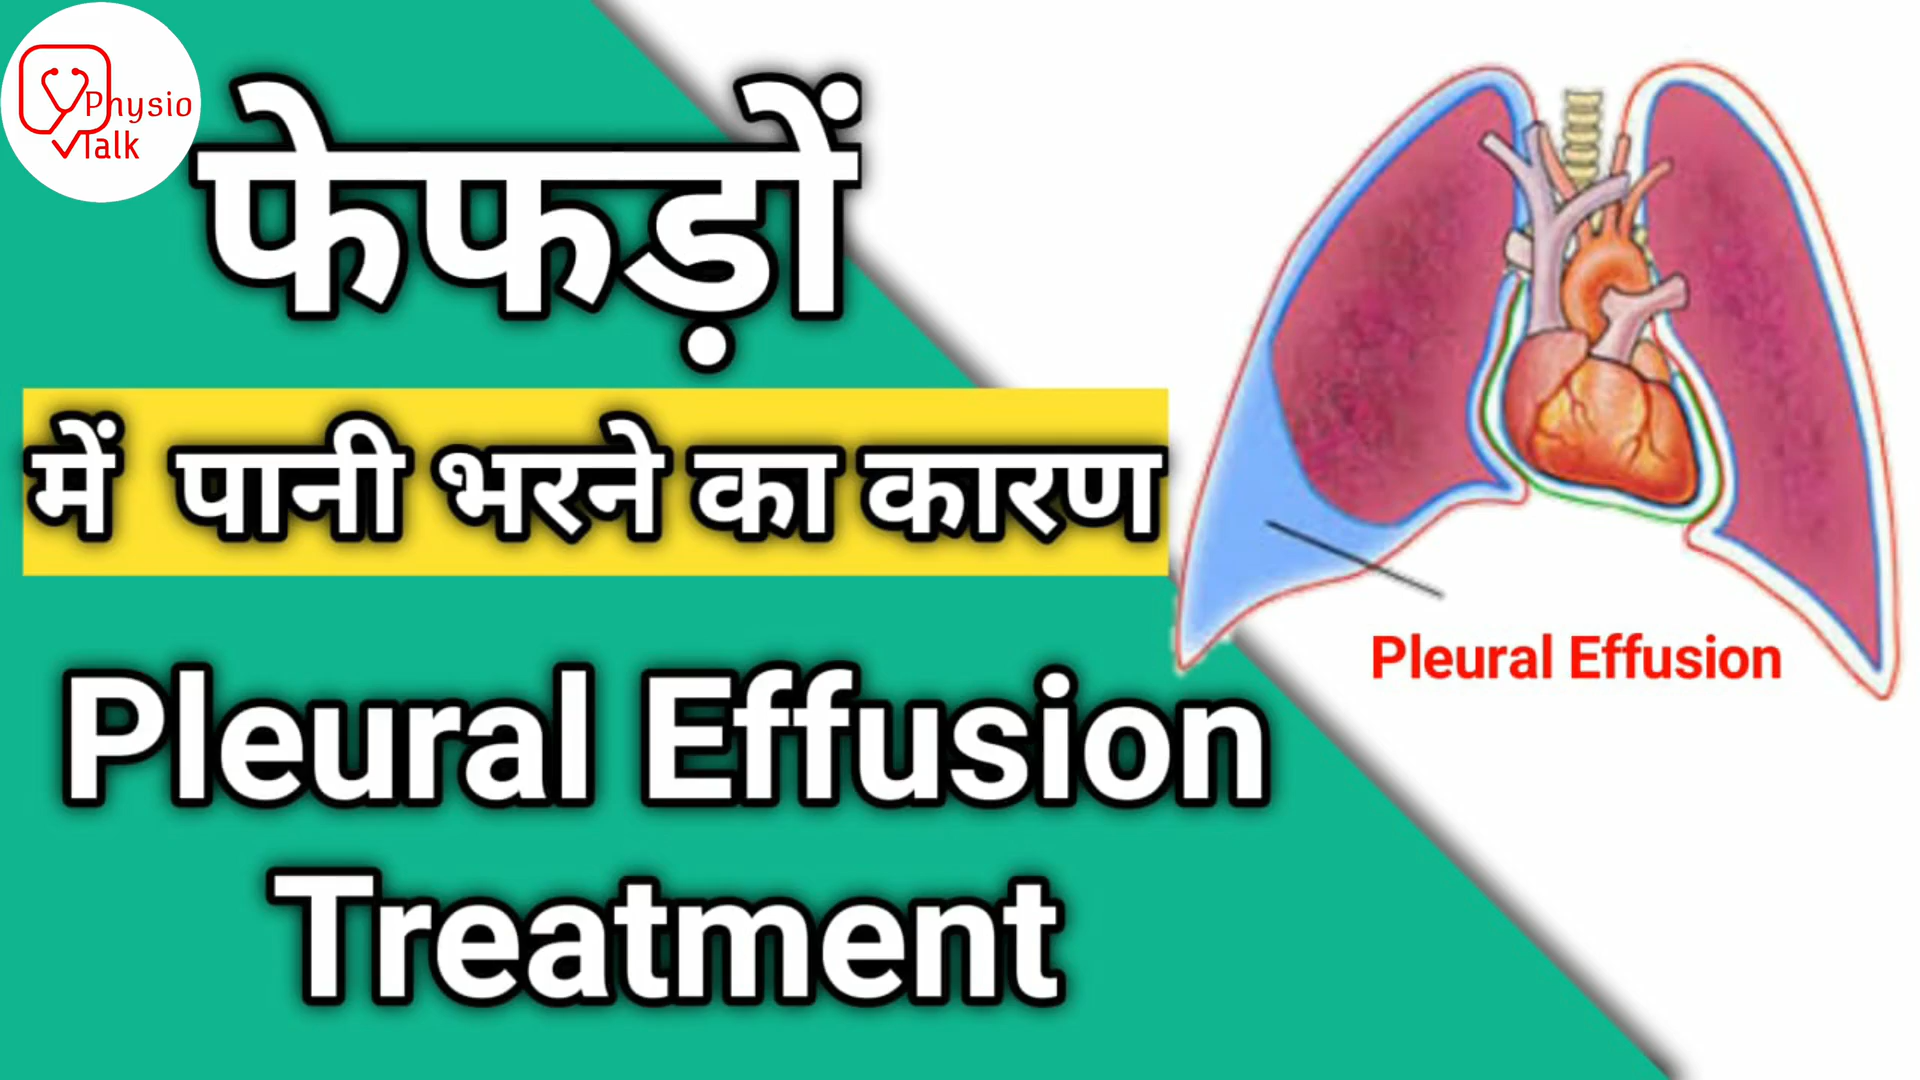 Physio
Talk
फेफड़ों
में पानी भरने का कारण
Pleural Effusion
Treatment
Pleural Effusion